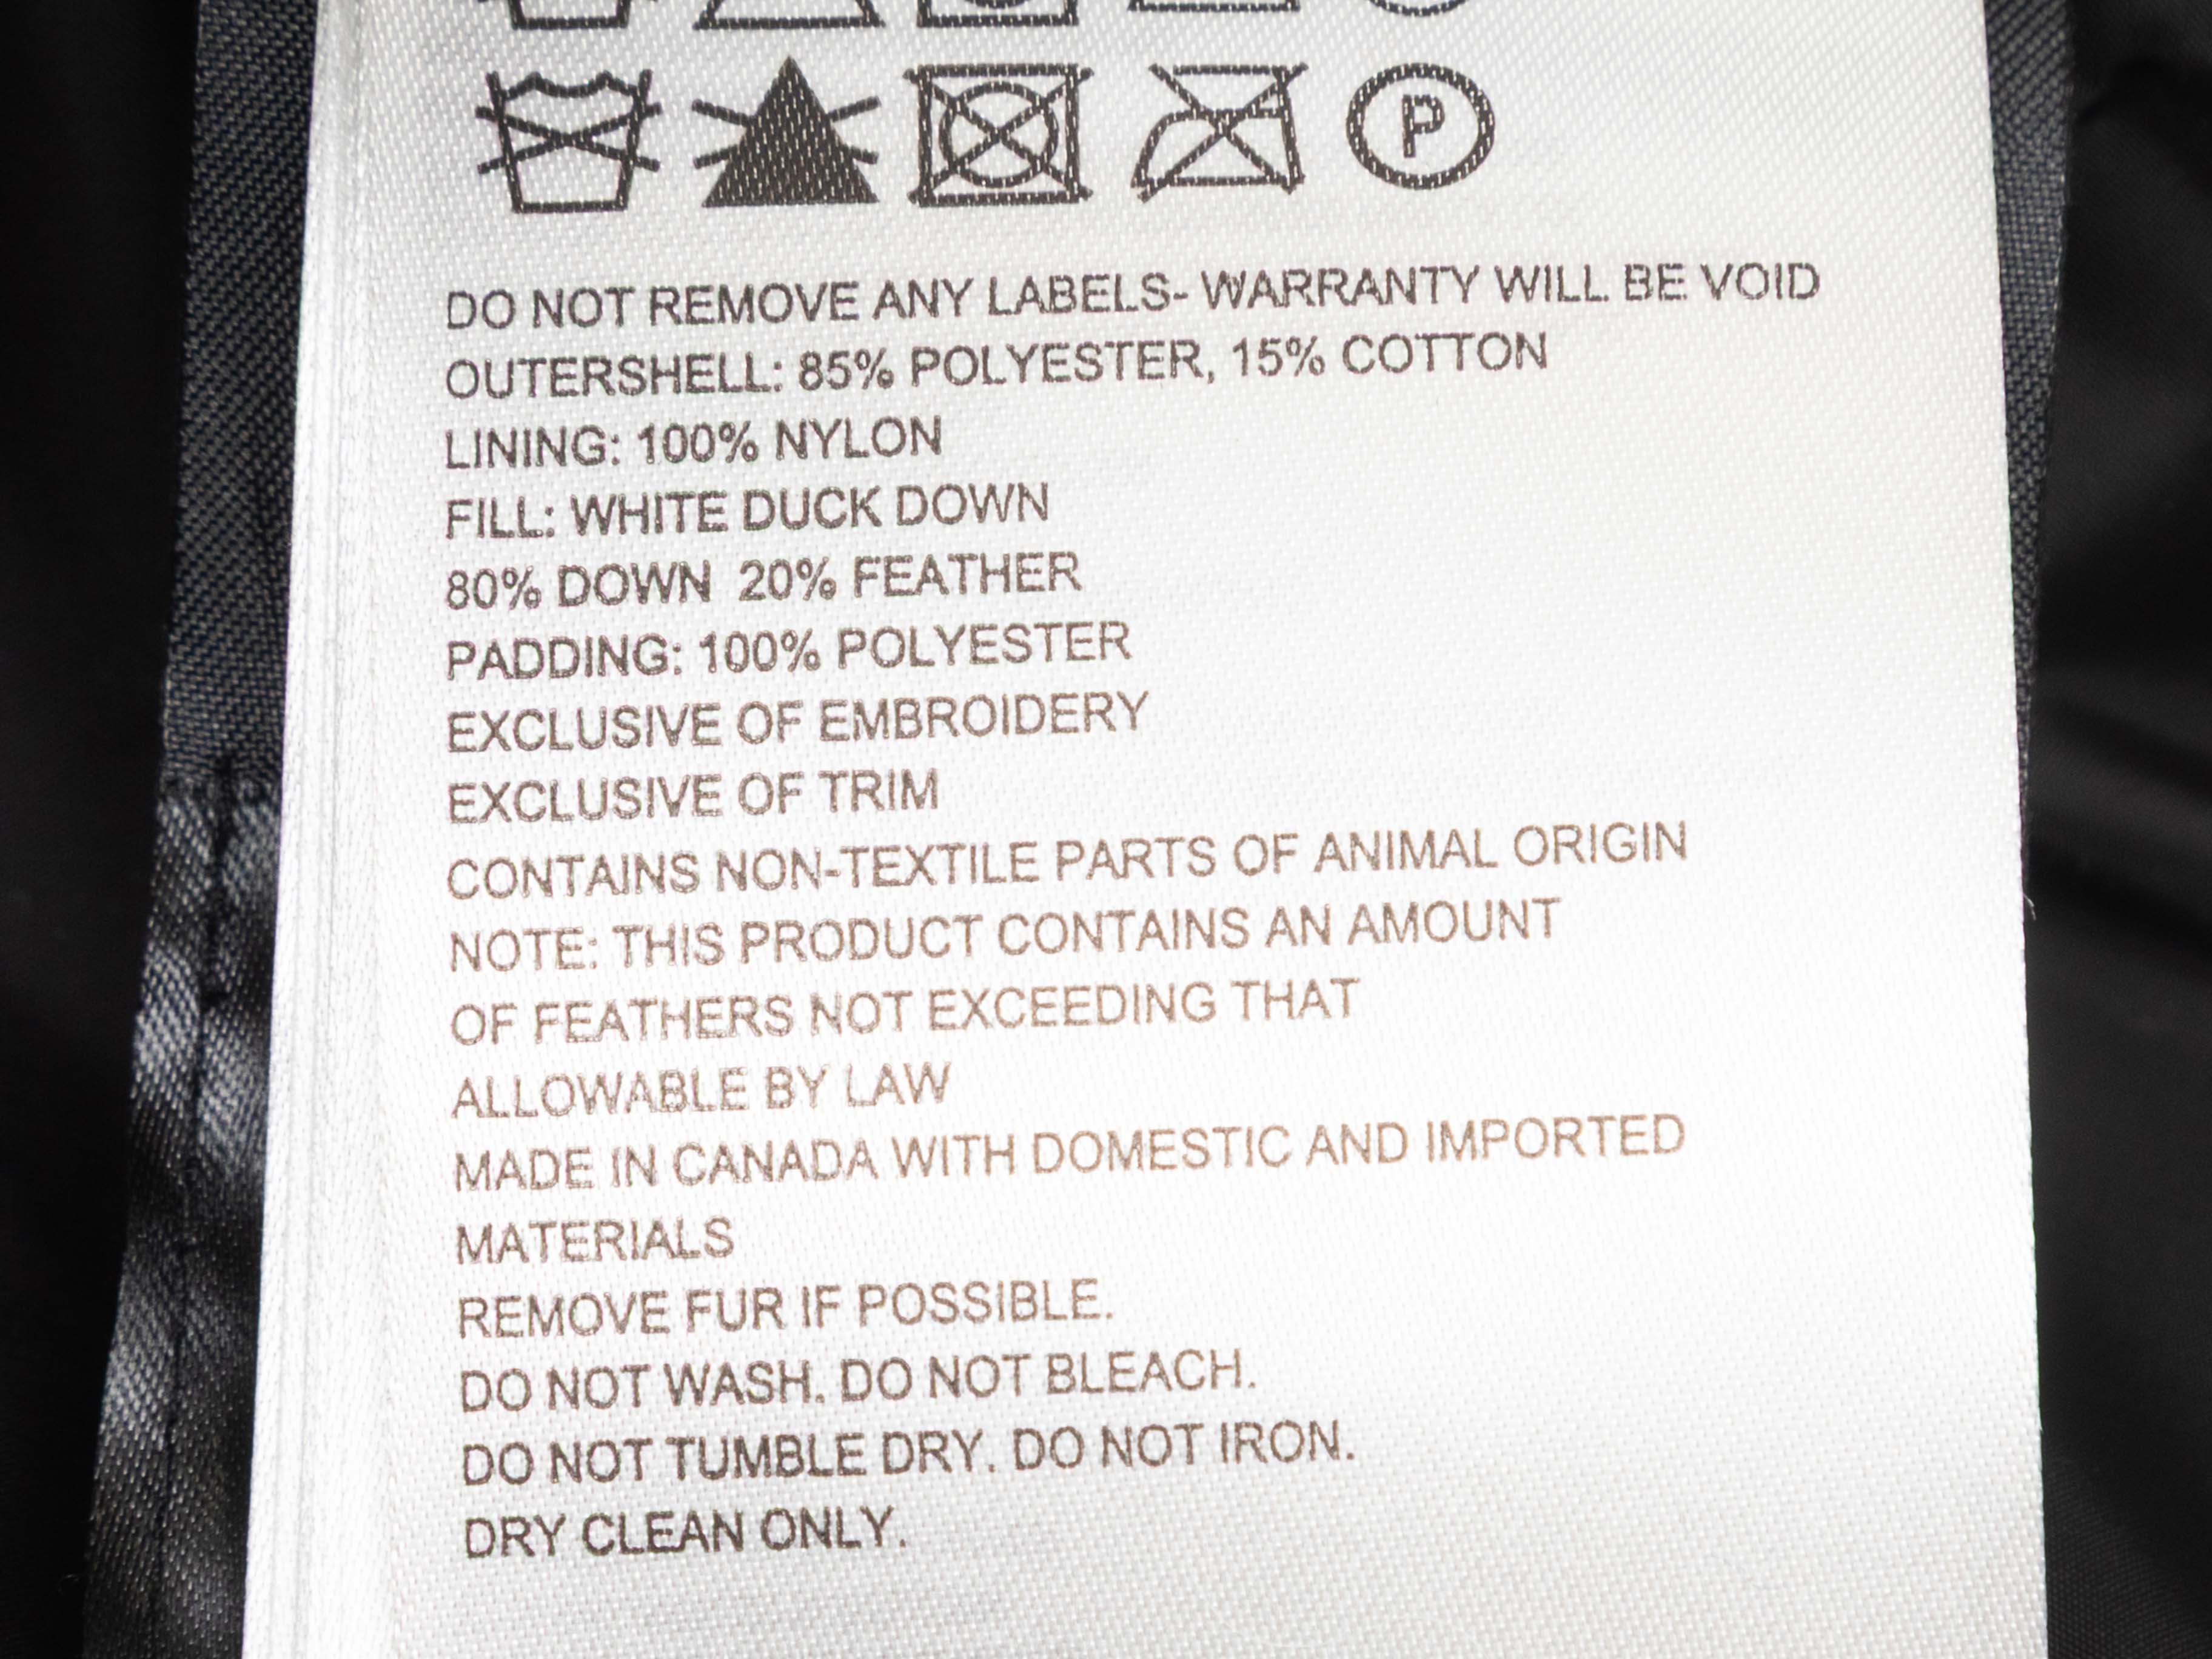 P
DO NOT REMOVE ANY LABELS- WARRANTY WILL BE VOID
OUTERSHELL: 85% POLYESTER, 15% COTTON
LINING: 100% NYLON
FILL: WHITE DUCK DOWN
80% DOWN 20% FEATHER
PADDING: 100% POLYESTER
EXCLUSIVE OF EMBROIDERY
EXCLUSIVE OF TRIM
CONTAINS NON-TEXTILE PARTS OF ANIMAL ORIGIN
NOTE: THIS PRODUCT CONTAINS AN AMOUNT
OF FEATHERS NOT EXCEEDING THAT
ALLOWABLE BY LAW
MADE IN CANADA WITH DOMESTIC AND IMPORTED
MATERIALS
REMOVE FUR IF POSSIBLE.
DO NOT WASH. DO NOT BLEACH.
DO NOT TUMBLE DRY. DO NOT IRON.
DRY CLEAN ONLY.